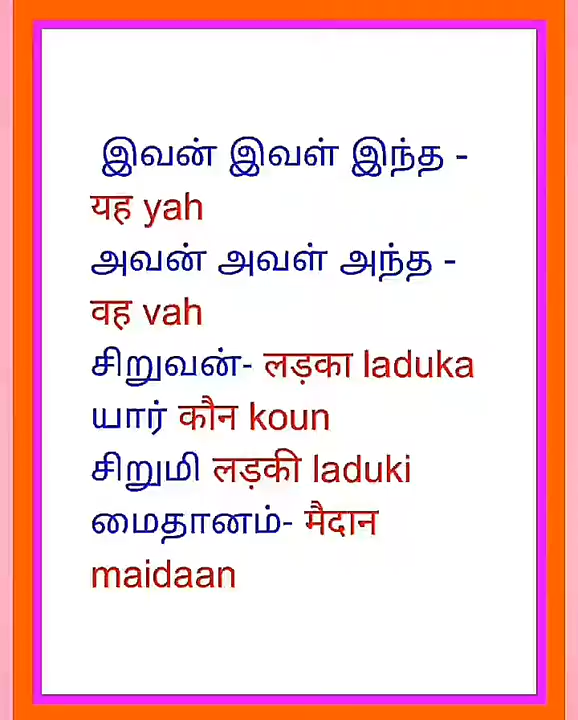 இவன் இவள் இந்த -
यह yah
அவன் அவள் அந்த -
वह vah
சிறுவன்- लड़का laduka
யார் कौन koun
சிறுமி लड़की laduki
மைதானம்- मैदान
maidaan